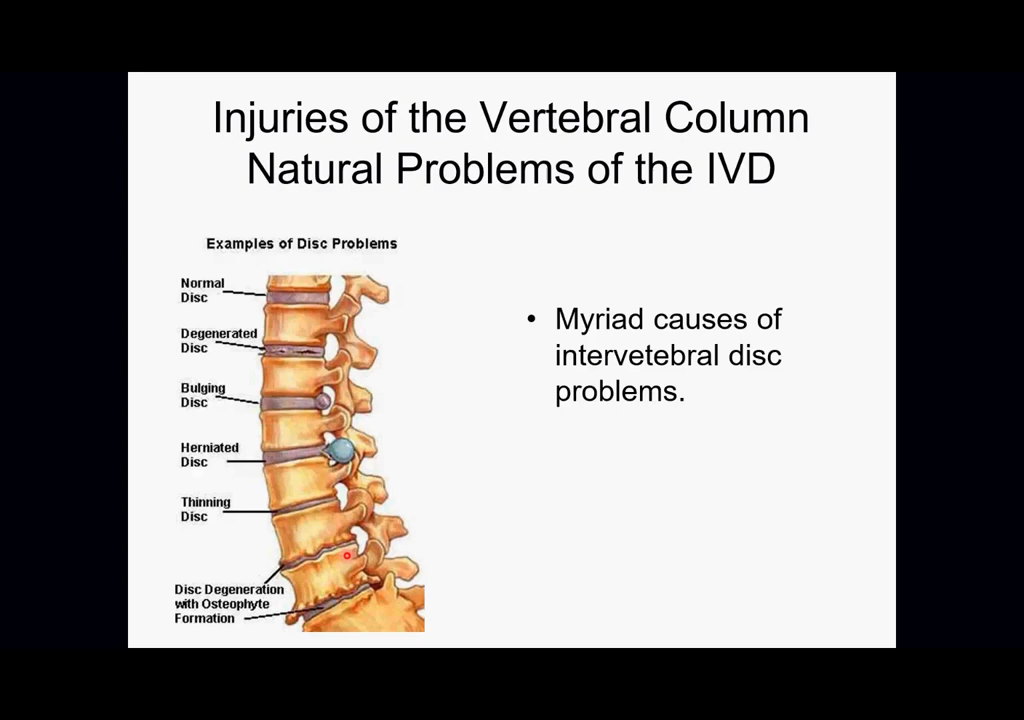 Injuries of the Vertebral Column
Natural Problems of the IVD
Examples of Disc Problems
Normal
Disc
Degenerated
Disc
Bulging
Disc
Herniated
Disc
Thinning
Disc
Disc Degeneration
with Osteophyte
Formation
• Myriad causes of
intervetebral disc
problems.